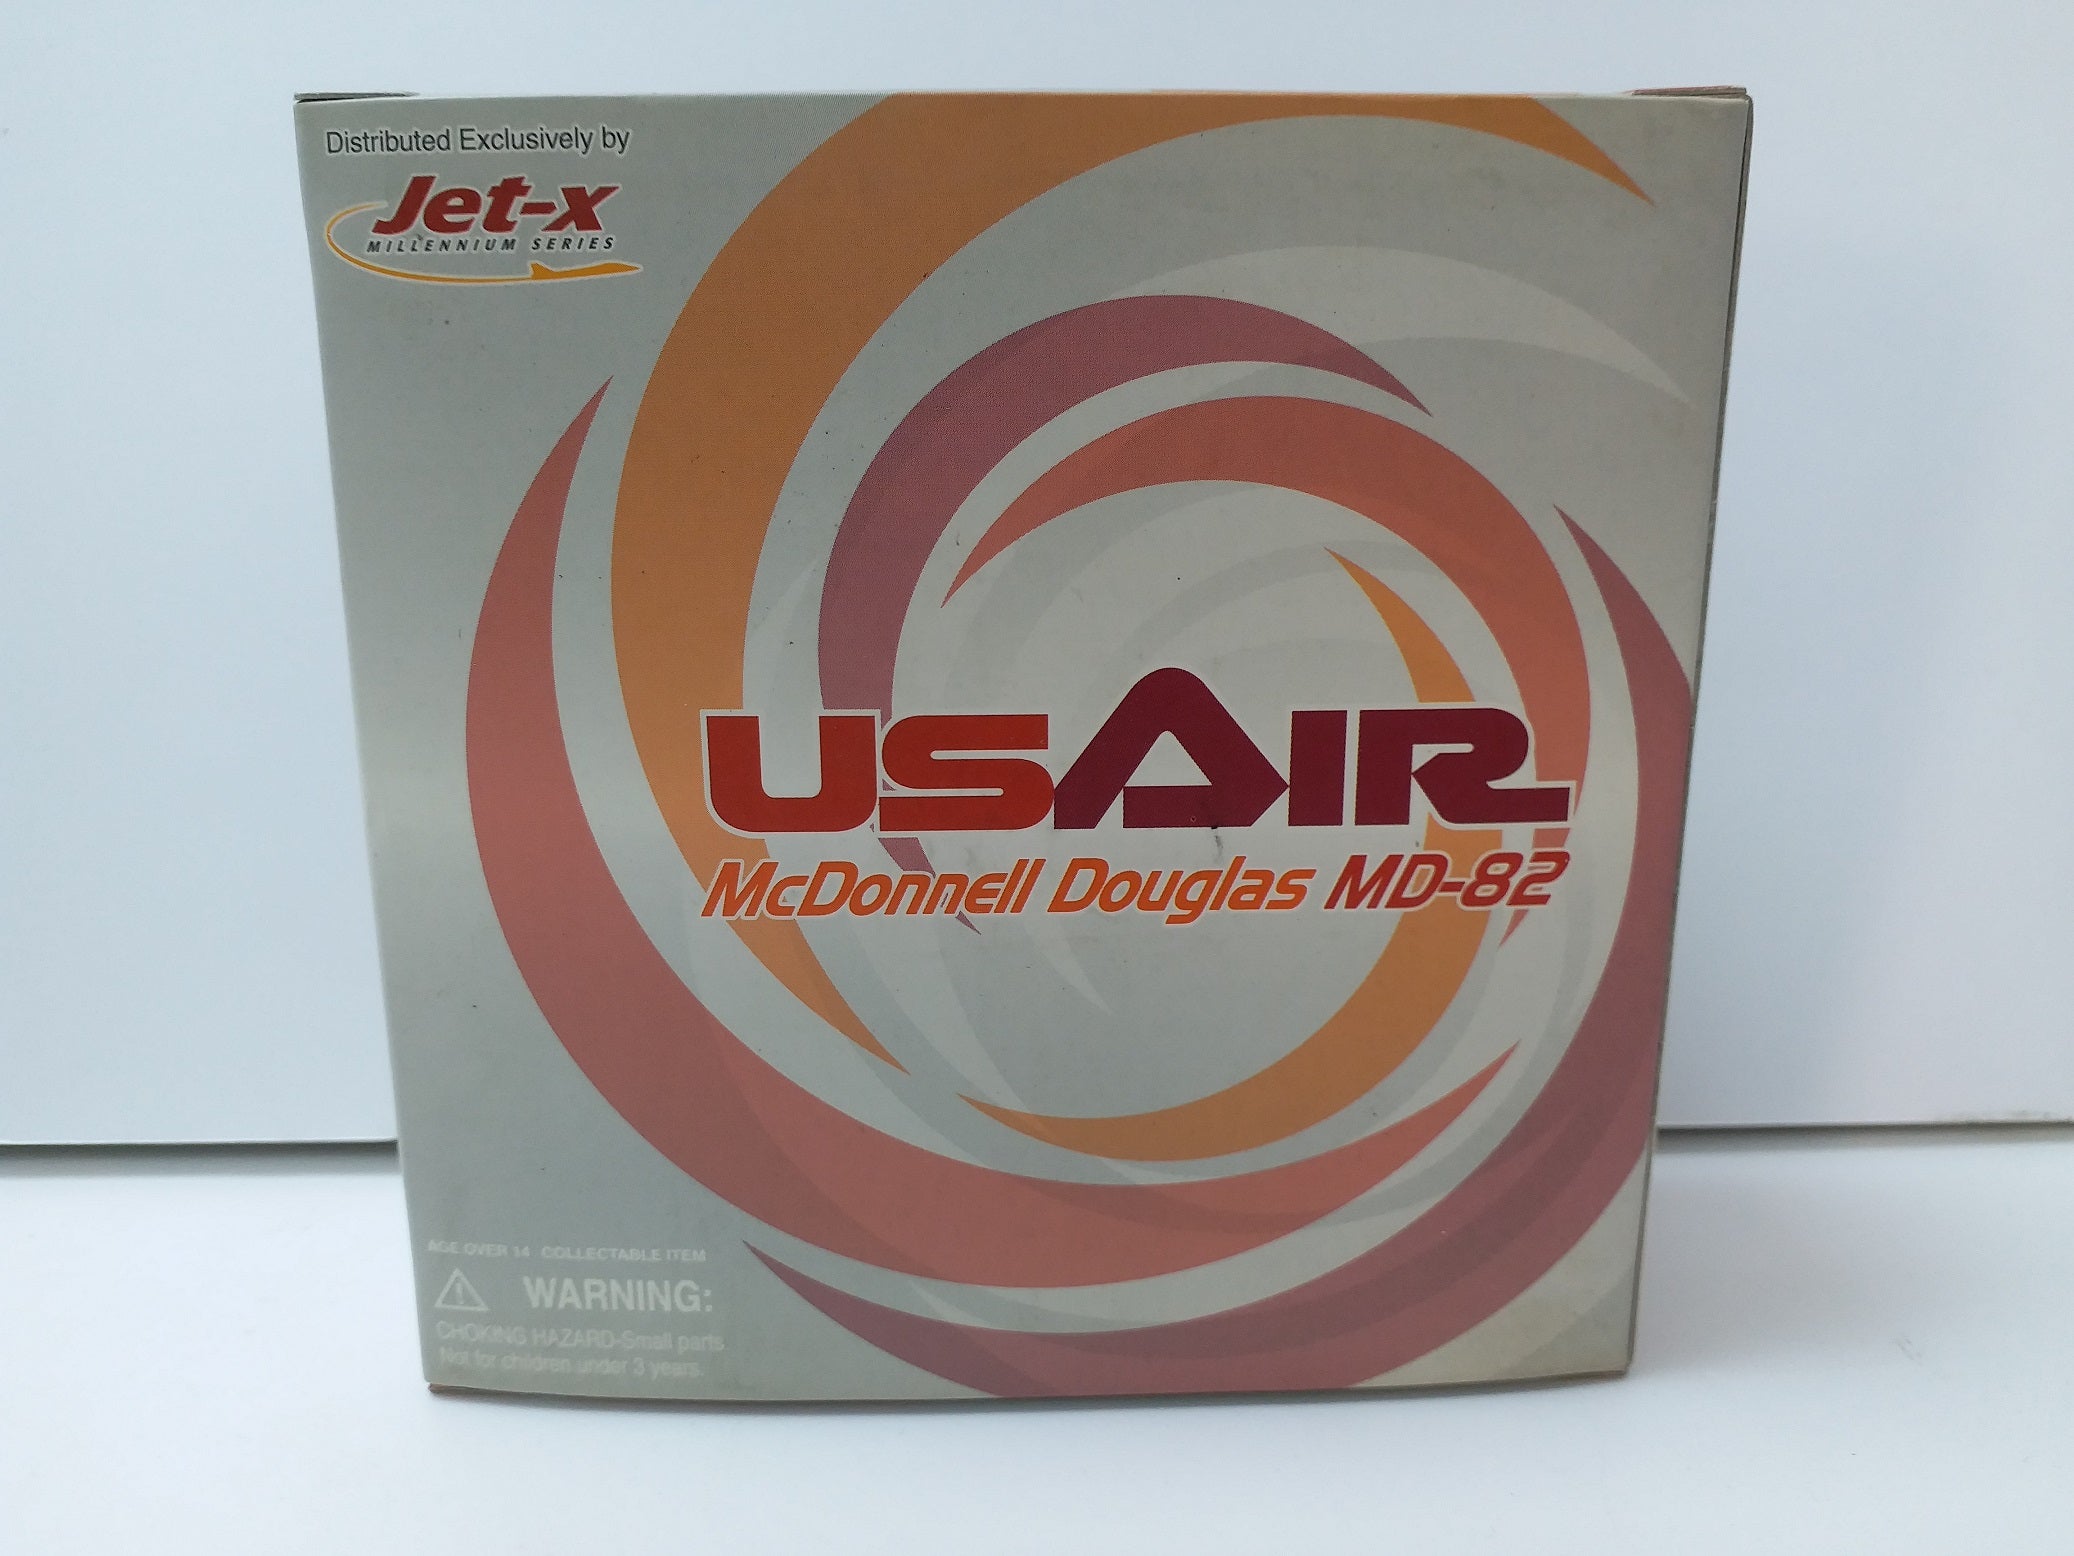 Distributed Exclusively by
Jet-x
MILLENNIUM SERIES
USAIR
McDonnell Douglas MD-82
AGE OVER 14 COLLECTABLE ITEM
WARNING:
CHOKING HAZARD-Small parts.
Not for children under 3 years.